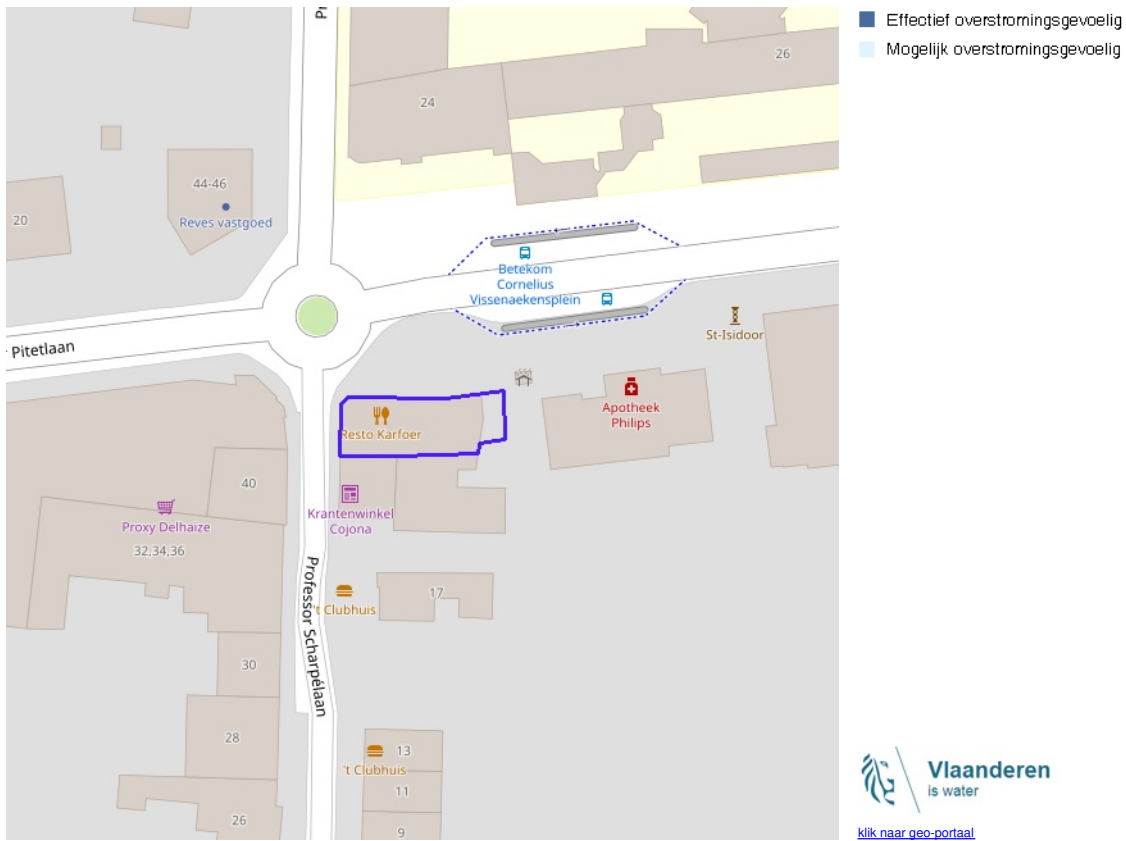 Pr
Effectief overstromingsgevoelig
Mogelijk overstromingsgevoelig
26
24
44-46
Reves vastgoed
20
Betekom
Cornelius
Vissenaekensplein
St-Isidoor
Pitetlaan
Apotheek
Philips
Resto Karfoer
40
Krantenwinkel
Cojona
Proxy Delhaize
32,34,36
Professor Scharpélaan
17
't Clubhuis
30
28
13
't Clubhuis
11
26
9
Vlaanderen
is water
klik naar geo-portaal